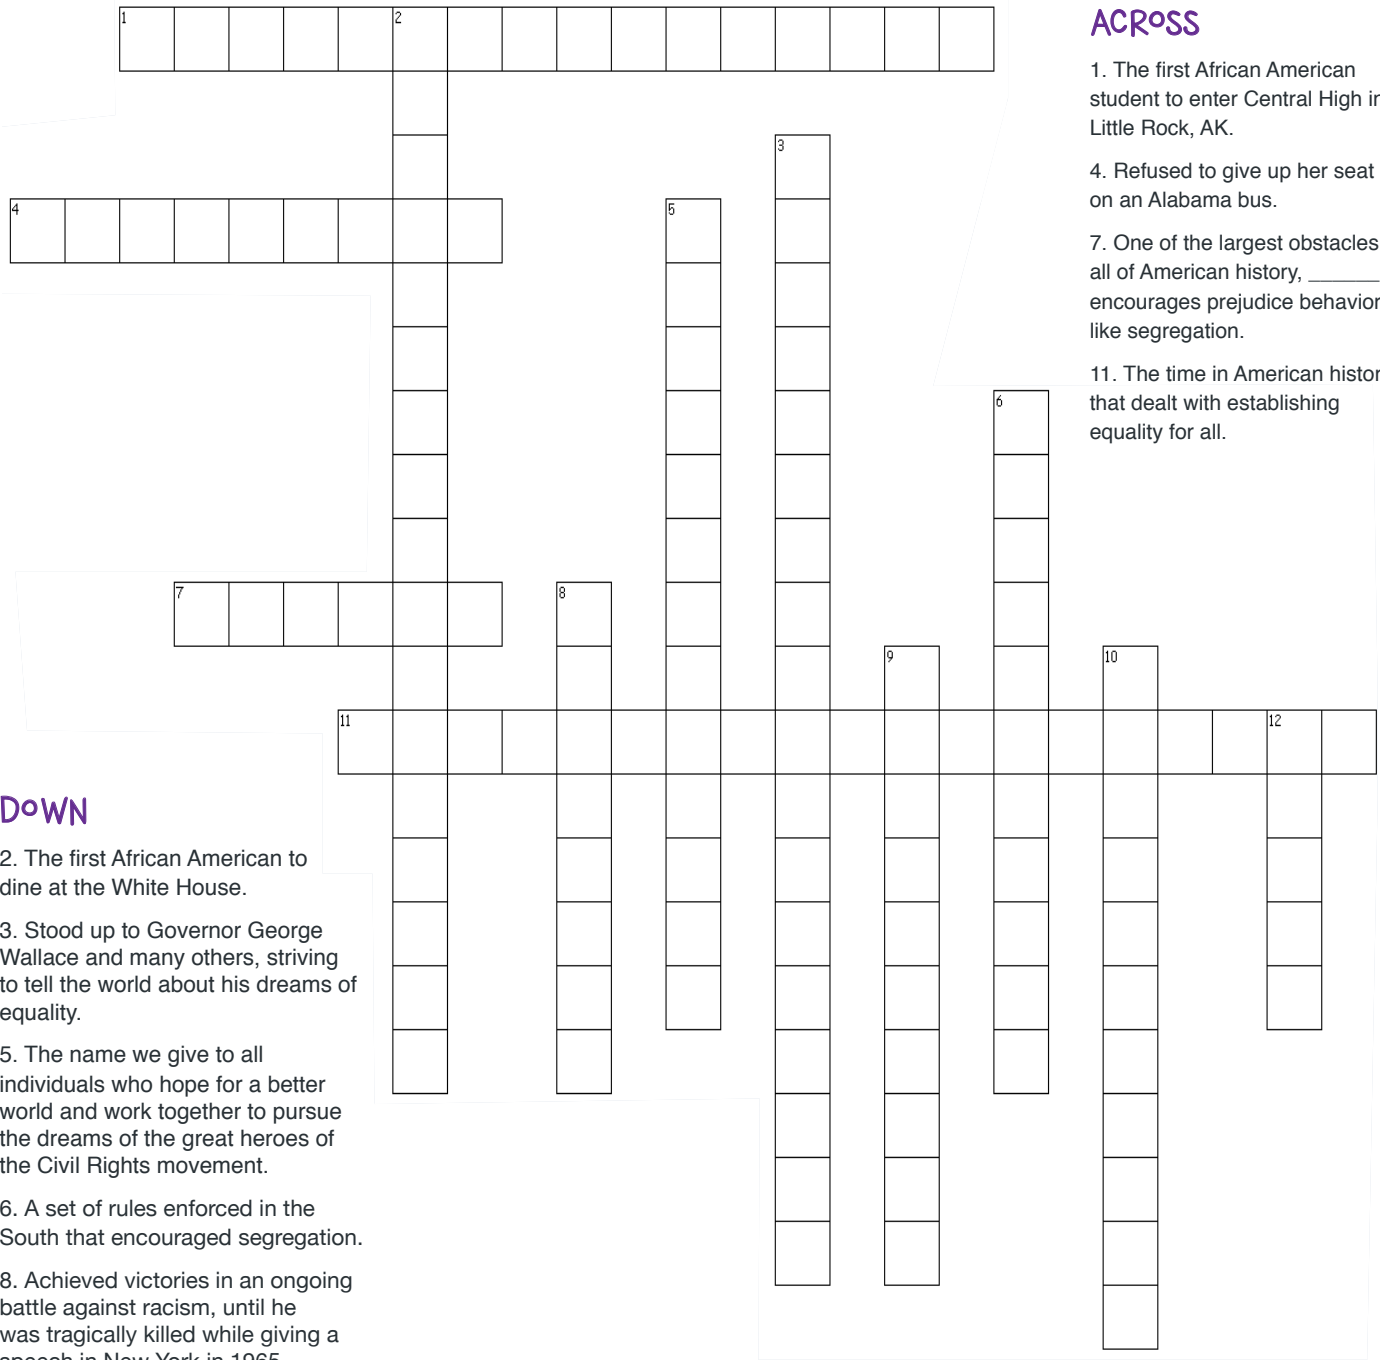 1
2
3
4
5
6
7
8
9
10
11
12
ACROSS
1. The first African American
student to enter Central High in
Little Rock, AK.
4. Refused to give up her seat
on an Alabama bus.
7. One of the largest obstacles
all of American history, ______
encourages prejudice behavior
like segregation.
11. The time in American histor
that dealt with establishing
equality for all.
DOWN
2. The first African American to
dine at the White House.
3. Stood up to Governor George
Wallace and many others, striving
to tell the world about his dreams of
equality.
5. The name we give to all
individuals who hope for a better
world and work together to pursue
the dreams of the great heroes of
the Civil Rights movement.
6. A set of rules enforced in the
South that encouraged segregation.
8. Achieved victories in an ongoing
battle against racism, until he
was tragically killed while giving a
speech in New York in 1965